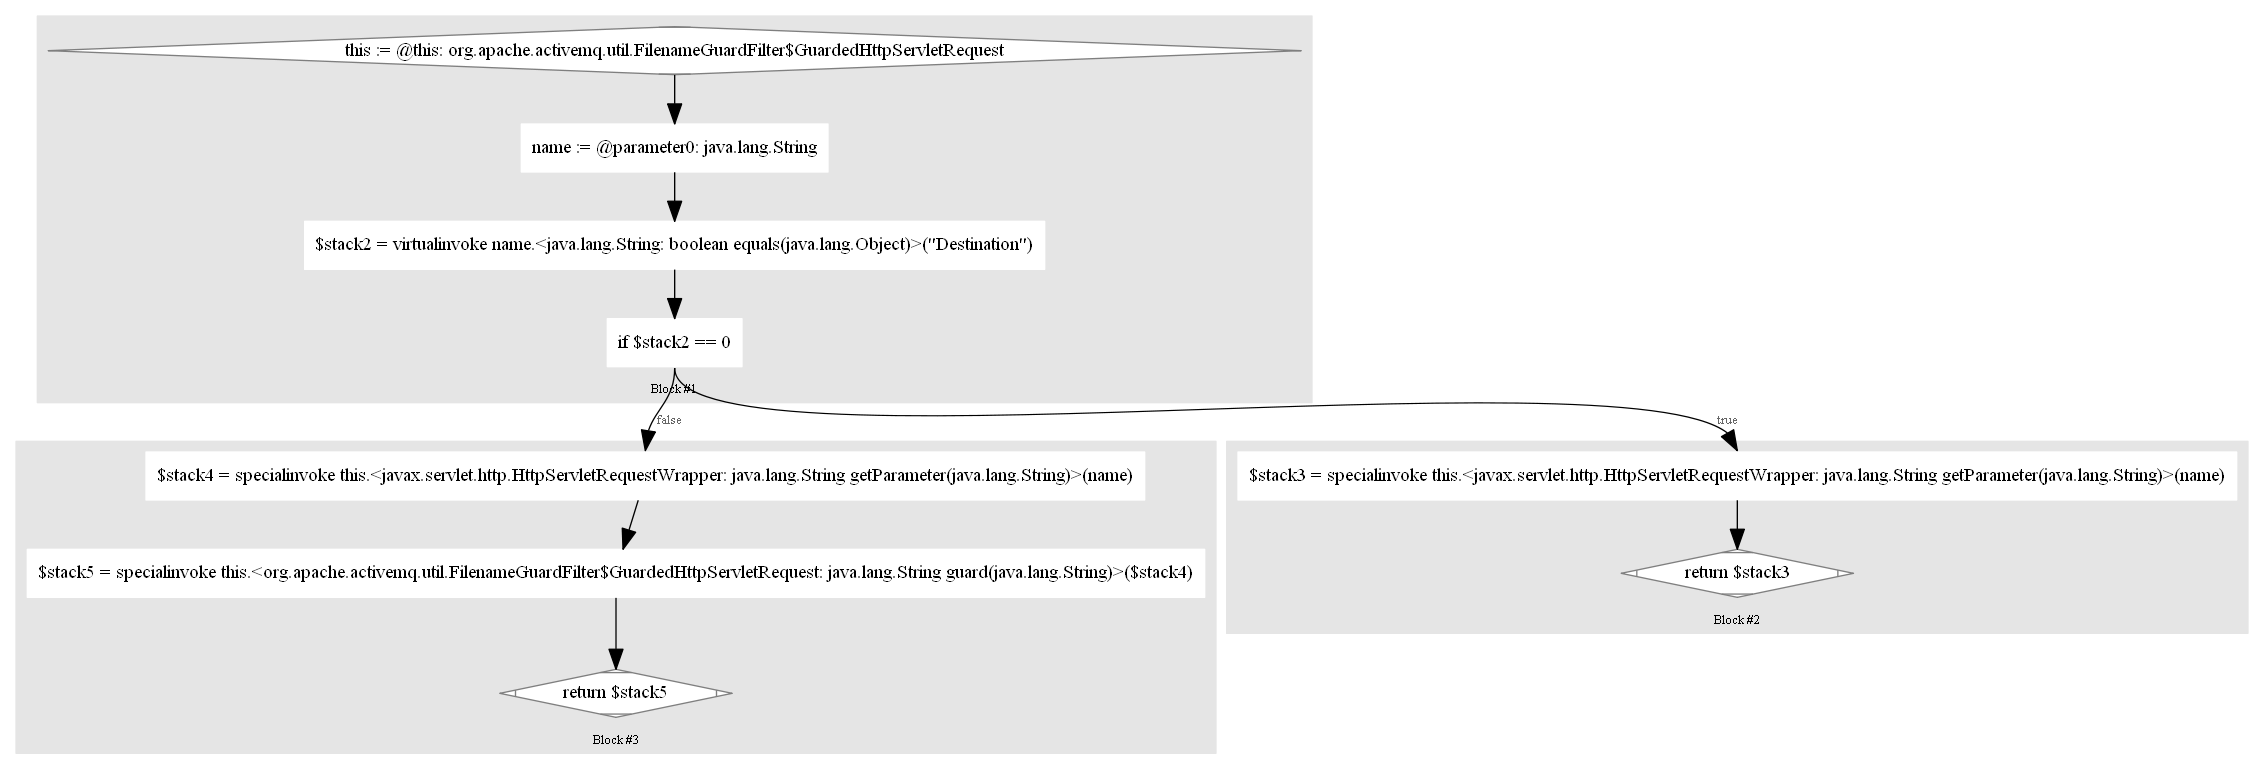 this := @this: org.apache.activemq.util.FilenameGuardFilter$GuardedHttpServletRequest
name := @parameter0: java.lang.String
$stack2 = virtualinvoke name.<java.lang.String: boolean equals(java.lang.Object)>("Destination")
if $stack2 == 0
Block #1
false
true
$stack4 = specialinvoke this.<javax.servlet.http.HttpServletRequestWrapper: java.lang.String getParameter(java.lang.String)>(name)
$stack5 = specialinvoke this.<org.apache.activemq.util.FilenameGuardFilter$GuardedHttpServletRequest: java.lang.String guard(java.lang.String)>($stack4)
return $stack5
Block #3
$stack3 = specialinvoke this.<javax.servlet.http.HttpServletRequestWrapper: java.lang.String getParameter(java.lang.String)>(name)
return $stack3
Block #2